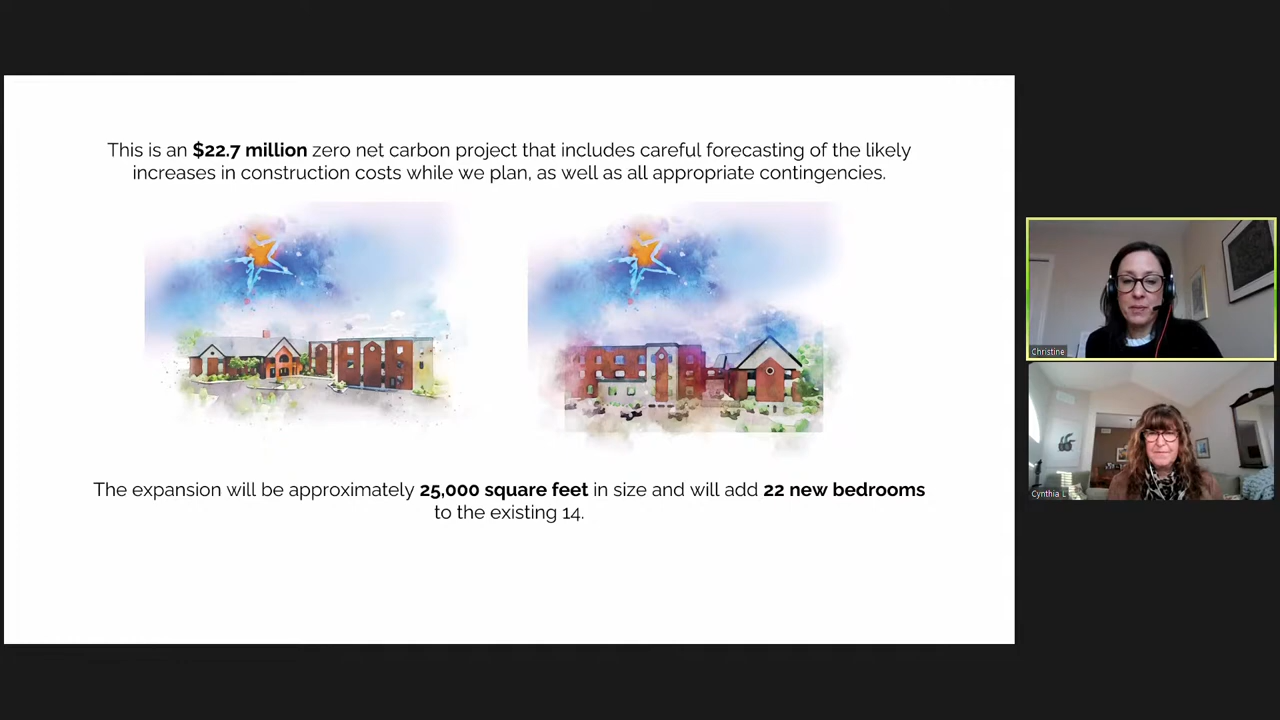 This is an $22.7 million zero net carbon project that includes careful forecasting of the likely
increases in construction costs while we plan, as well as all appropriate contingencies.
The expansion will be approximately 25,000 square feet in size and will add 22 new bedrooms
to the existing 14.
Christine
Cynthia L